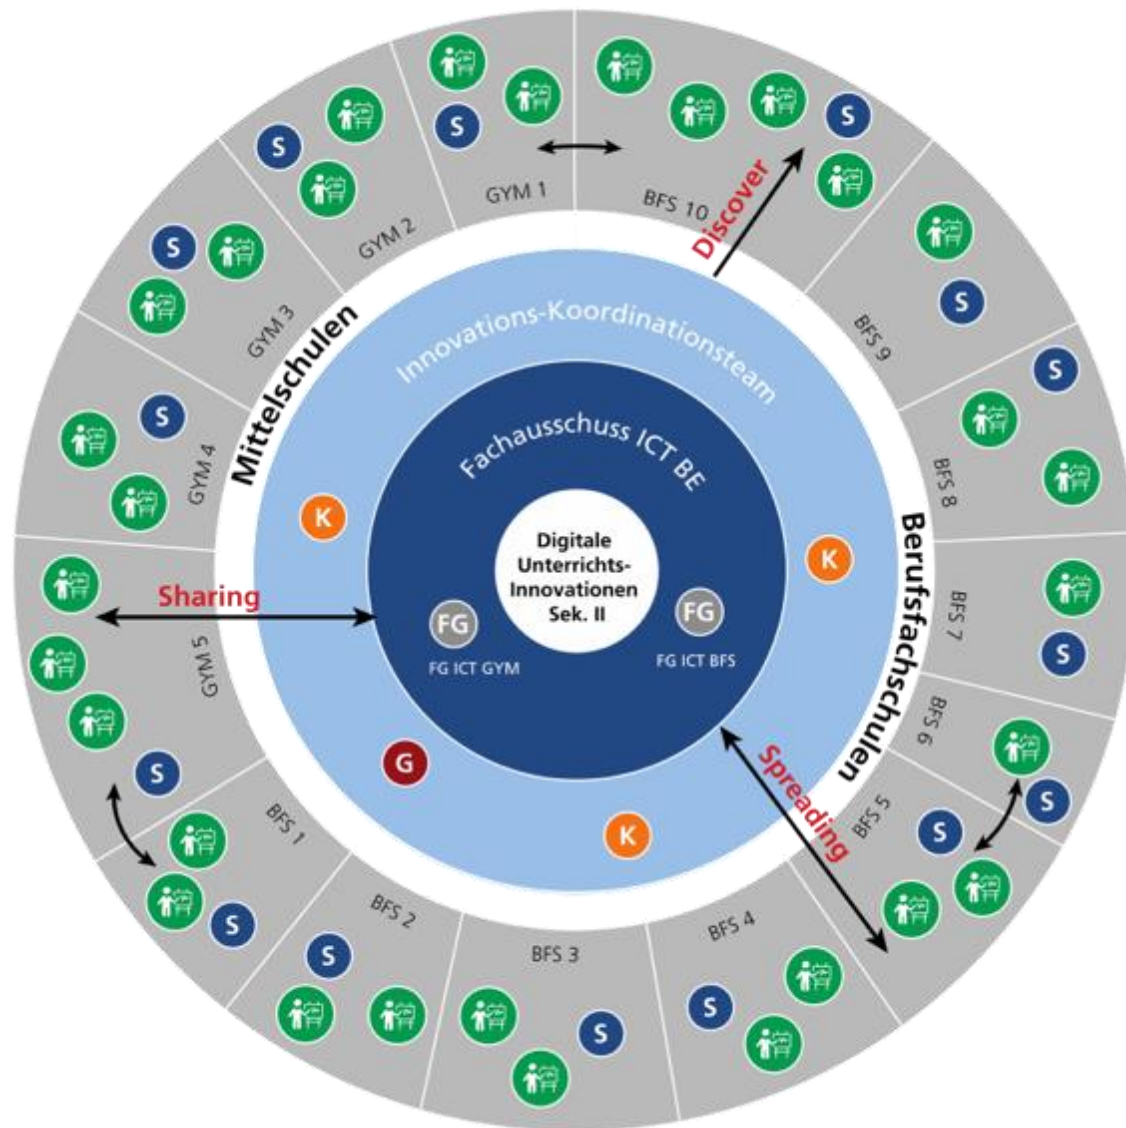 Digitale
Unterrichts-
Innovationen
Sek. II
Fachausschuss ICT BE
FG
FG ICT GYM
FG
FG ICT BFS
Innovations-Koordinationsteam
K
K
K
G
Mittelschulen
Berufsfachschulen
Discover
Sharing
Spreading
GYM 1
S
GYM 2
S
GYM 3
S
GYM 4
S
GYM 5
S
BFS 1
S
BFS 2
S
BFS 3
S
BFS 4
S
BFS 5
S
BFS 6
S
BFS 7
S
BFS 8
S
BFS 9
S
BFS 10
S